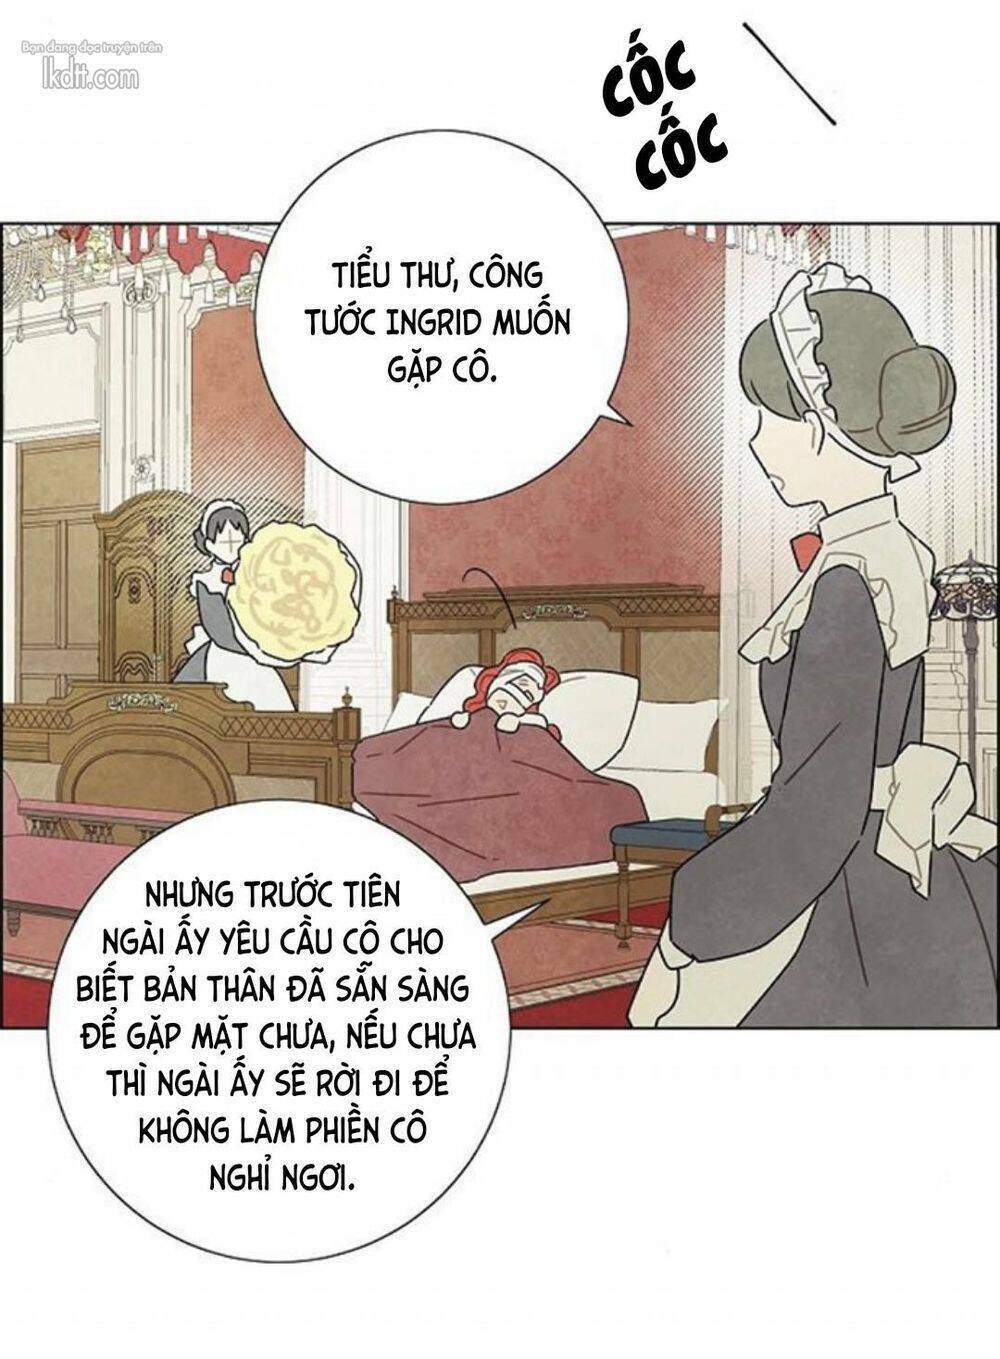 Bạn đang đọc truyện trên
lkdtt.com
CỐC
CỐC
TIỂU THƯ, CÔNG
TƯỚC INGRID MUỐN
GẶP CÔ.
NHƯNG TRƯỚC TIÊN
NGÀI ẤY YÊU CẦU CÔ CHO
BIẾT BẢN THÂN ĐÃ SẴN SÀNG
ĐỂ GẶP MẶT CHƯA, NẾU CHƯA
THÌ NGÀI ẤY SẼ RỜI ĐI ĐỂ
KHÔNG LÀM PHIỀN CÔ
NGHỈ NGƠI.